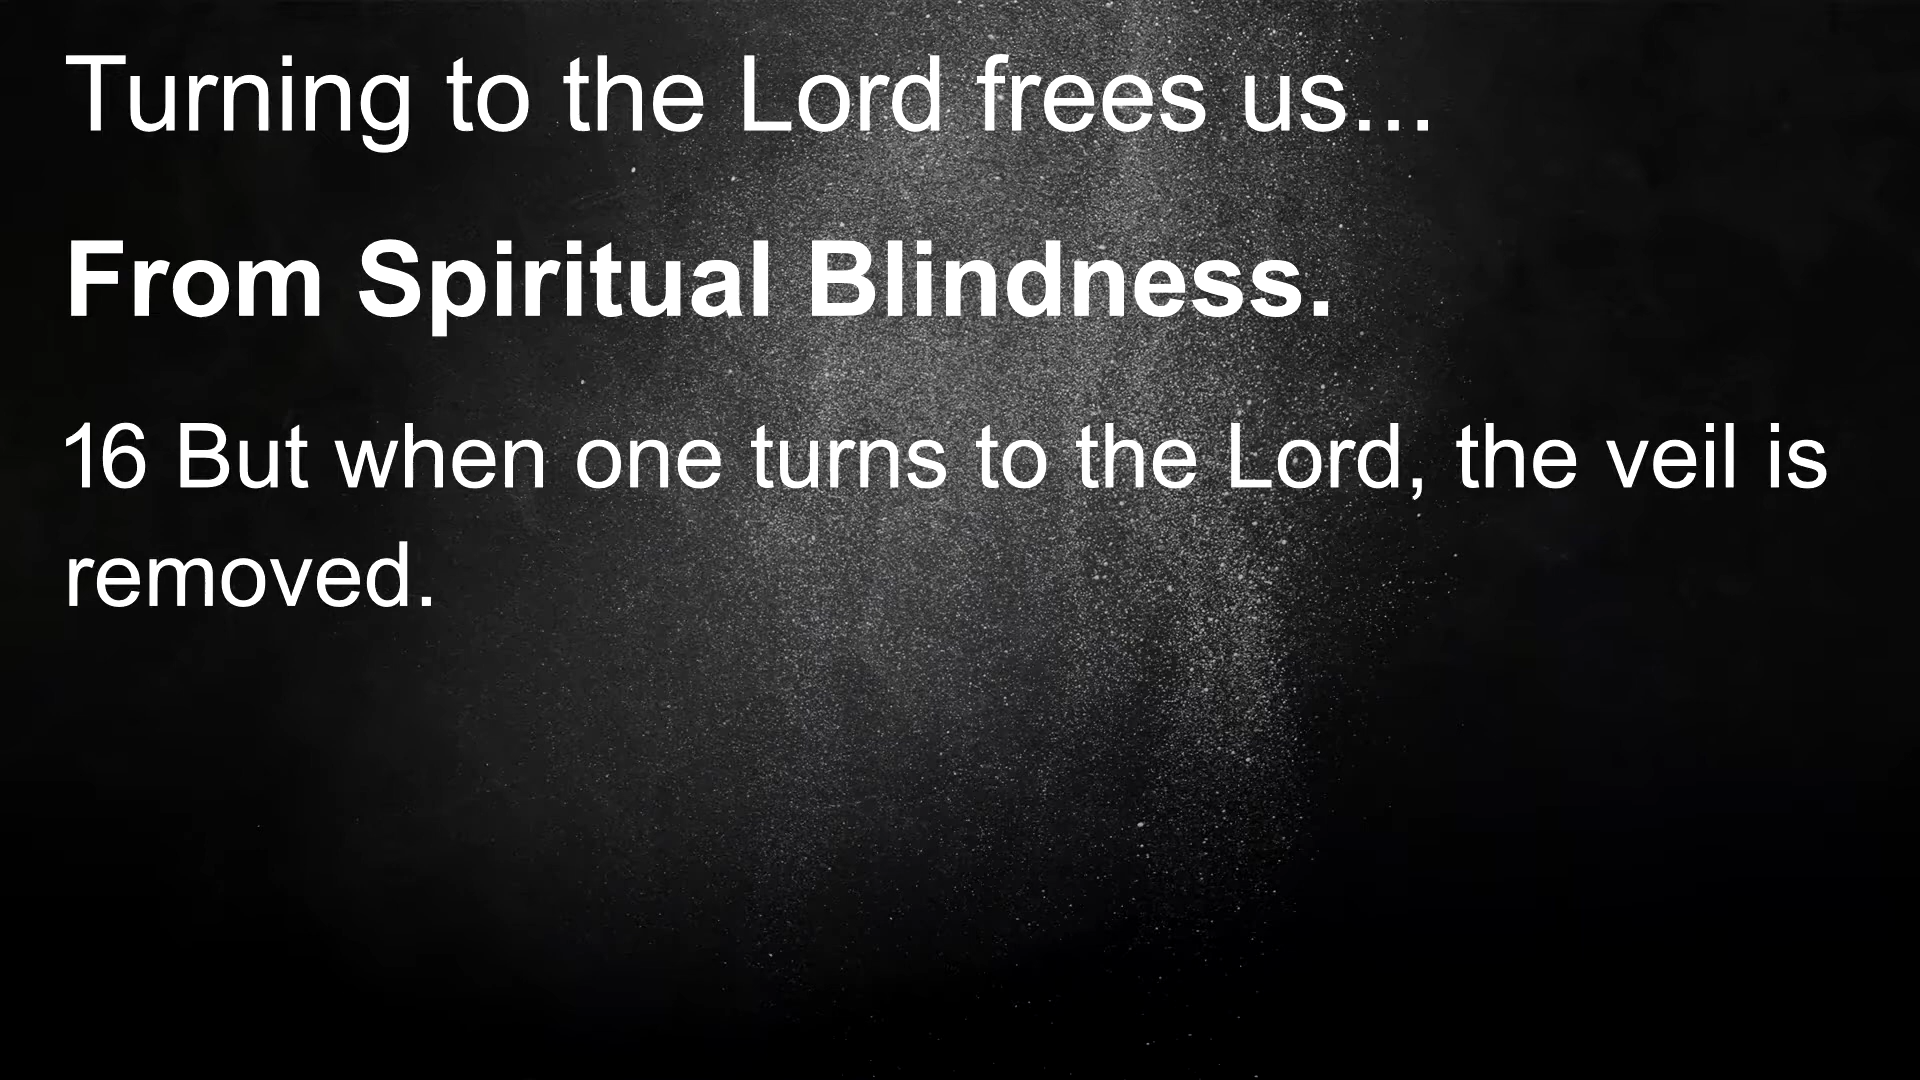 Turning to the Lord frees us...
From Spiritual Blindness.
16 But when one turns to the Lord, the veil is
removed.